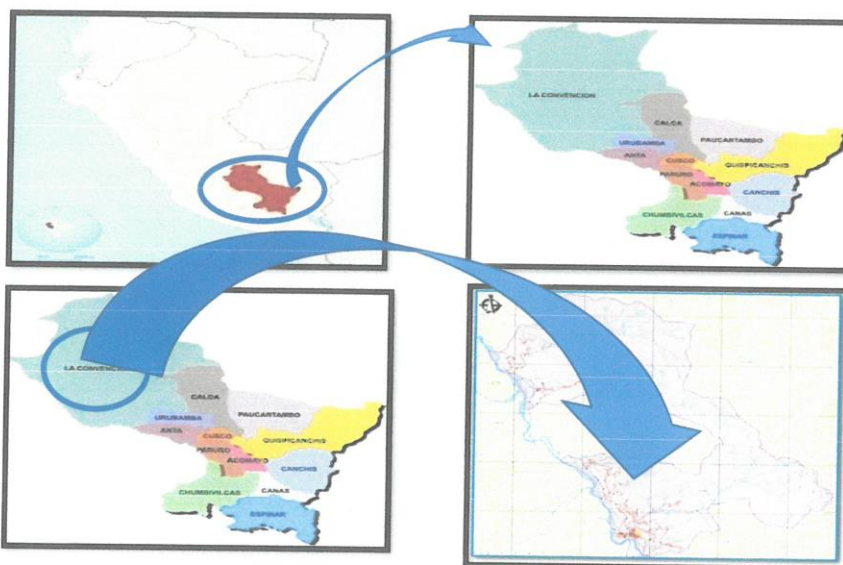 LA CONVENCION
CALCA
PAUCARTAMBO
URUBAMBA
ANTA
CUSCO
QUISPICANCHIS
PARURO
ACOMAYO
CANCHIS
CHUMBIVILCAS
CANAS
ESPINAR
LA CONVENCI
CALCA
PAUCARTAMBO
URUBAMBA
ANTA
CUSCO
QUISPICANCHIS
PARURO
ACOMAYO
CANCHIS
CHUMBIVILCAS
CANAS
ESPINAR